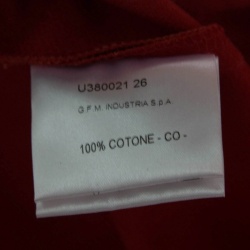 U380021 26
G.F.M. INDUSTRIA S.p.A.
100% COTONE - CO -